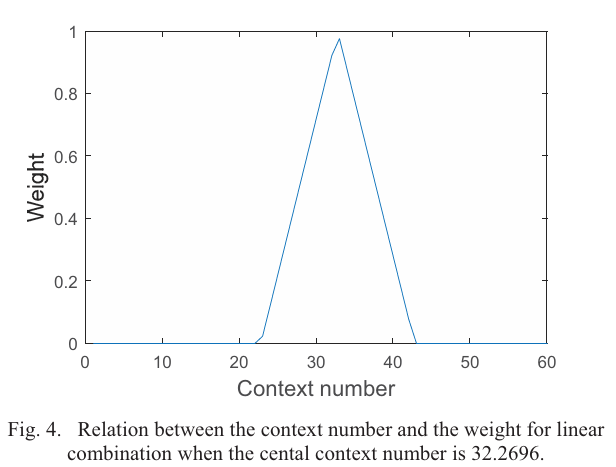 1
0.8
0.6
0.4
0.2
0
Weight
0 10 20 30 40 50 60
Context number
Fig. 4. Relation between the context number and the weight for linear
combination when the cental context number is 32.2696.